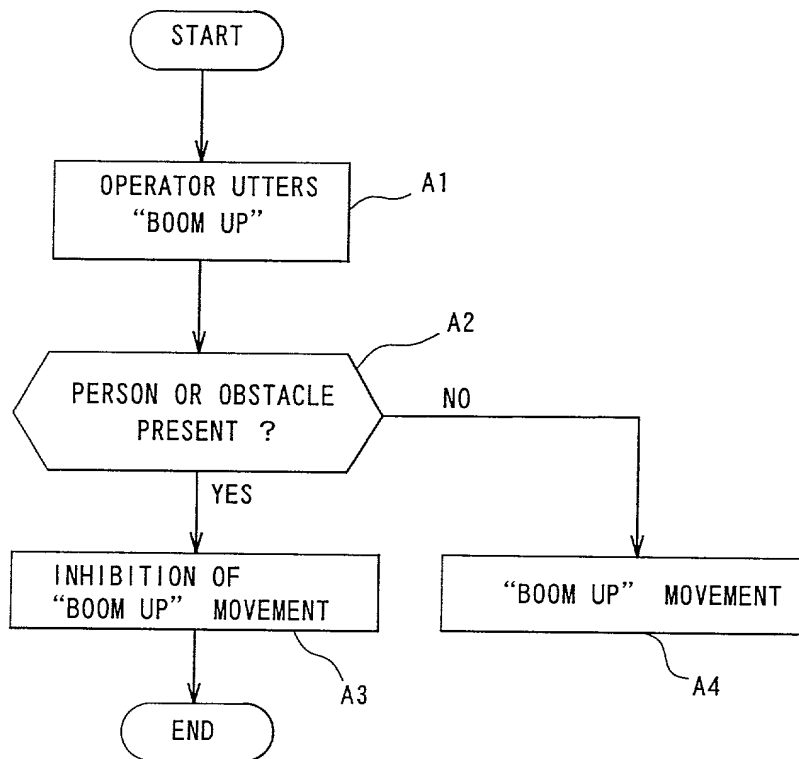 START
OPERATOR UTTERS
“BOOM UP”
A1
A2
PERSON OR OBSTACLE
PRESENT ?
NO
YES
INHIBITION OF
“BOOM UP” MOVEMENT
A3
“BOOM UP” MOVEMENT
A4
END